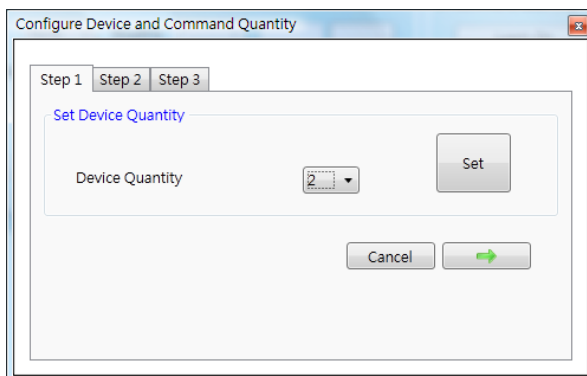 Configure Device and Command Quantity
Step 1 Step 2 Step 3
Set Device Quantity
Device Quantity 2 Set
Cancel